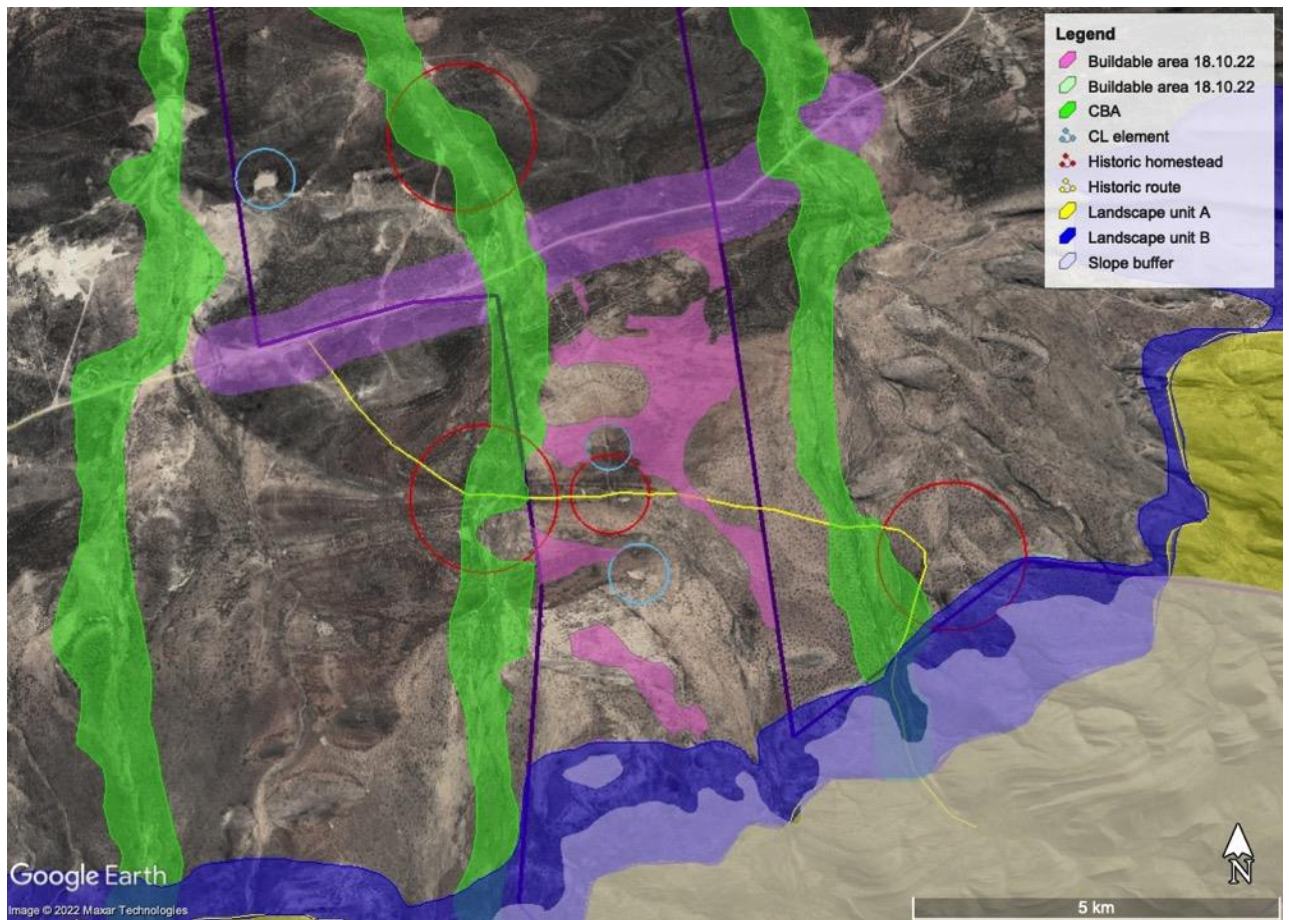 Legend
Buildable area 18.10.22
Buildable area 18.10.22
CBA
CL element
Historic homestead
Historic route
Landscape unit A
Landscape unit B
Slope buffer
Google Earth
Image © 2022 Maxar Technologies
N
5 km